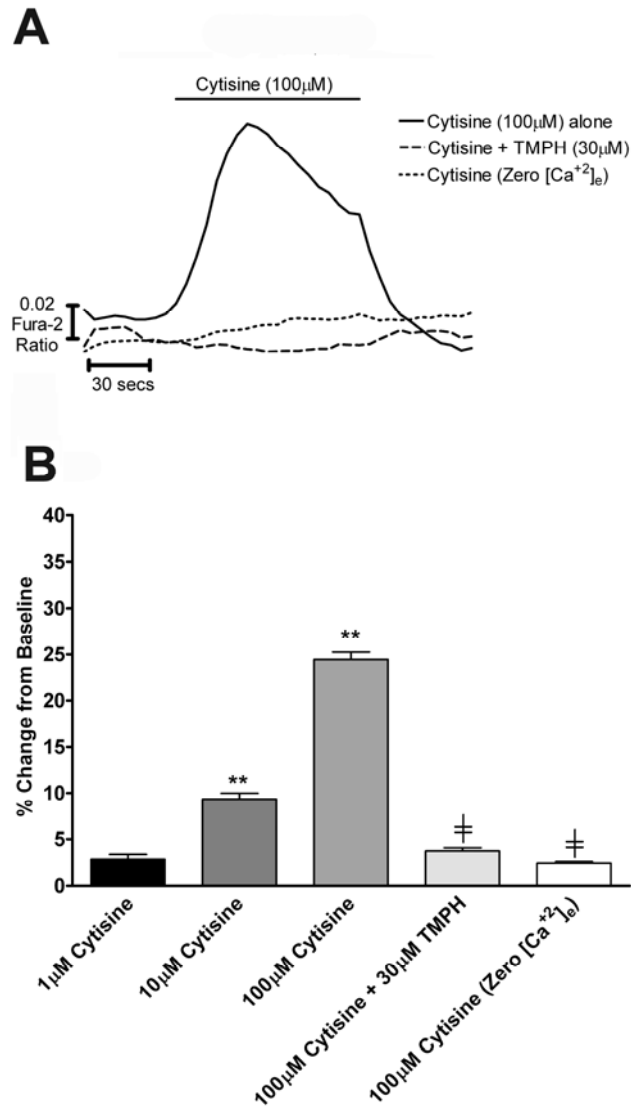 A
Cytisine (100μM)
Cytisine (100μM) alone
Cytisine + TMPH (30μM)
Cytisine (Zero [Ca+2]e)
0.02
Fura-2
Ratio
30 secs
B
% Change from Baseline
40
35
30
25
20
15
10
5
0
**
**
‡
‡
1μM Cytisine
10μM Cytisine
100μM Cytisine
100μM Cytisine + 30μM TMPH
100μM Cytisine (Zero [Ca+2]e)